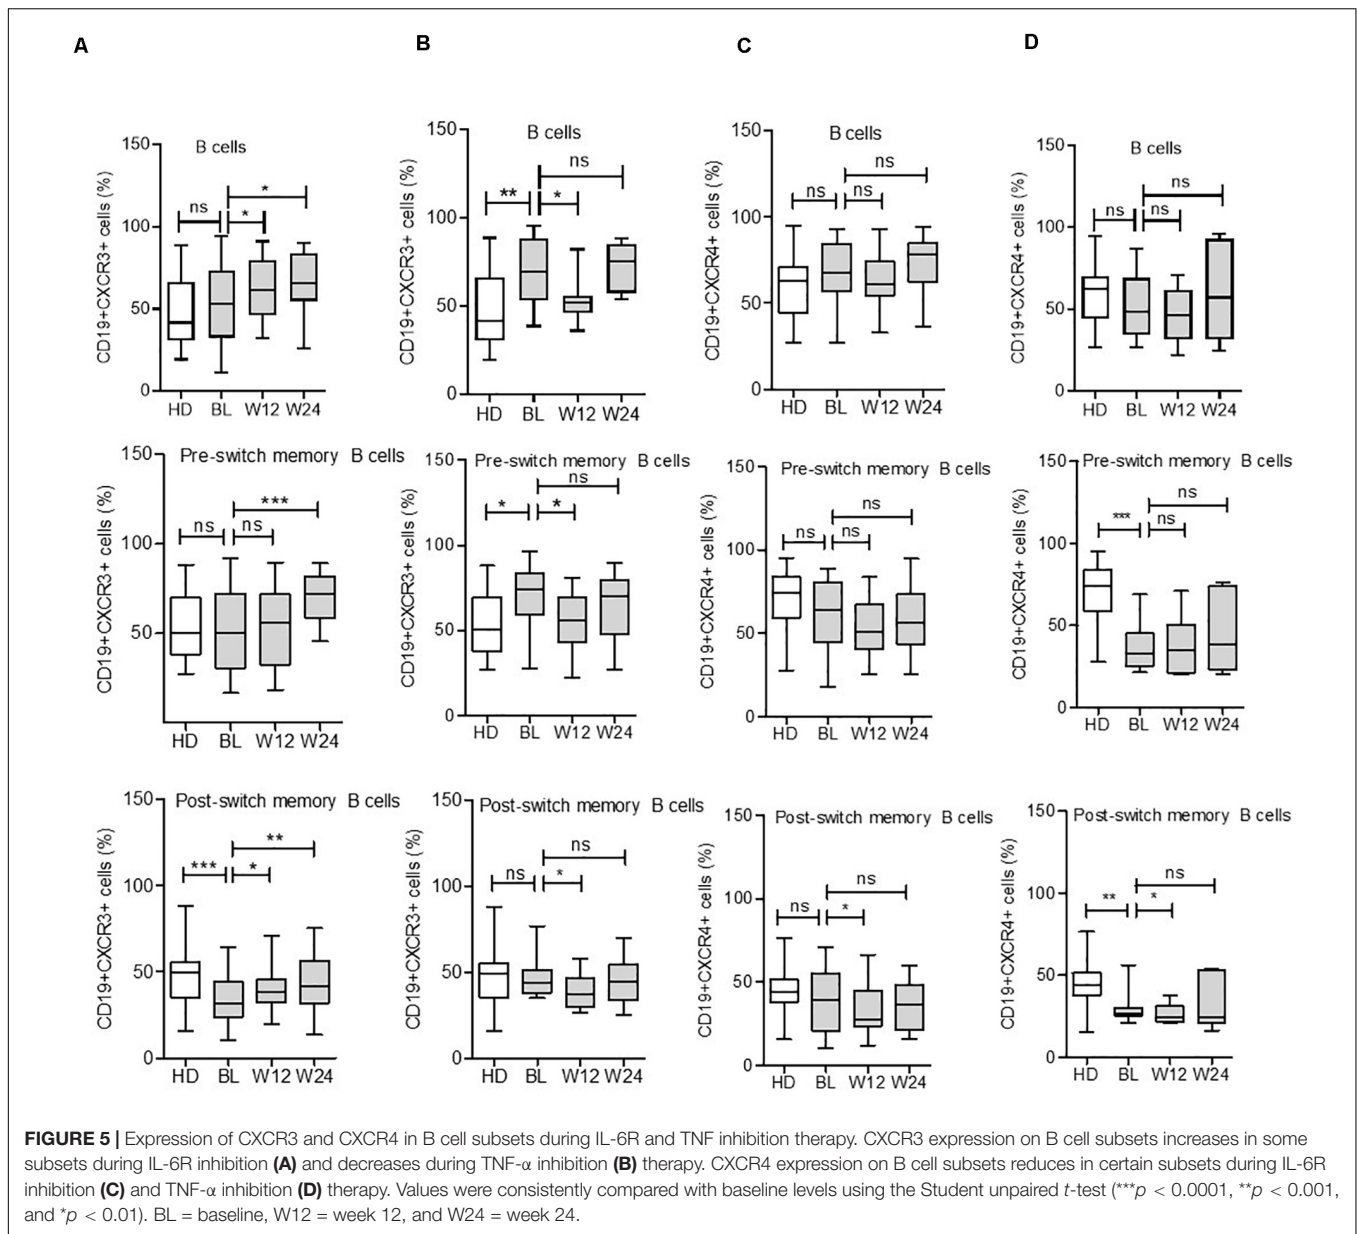 A
B
C
D
150
B cells
CD19+CXCR3+ cells (%)
100
50
0
ns
*
*
HD BL W12 W24
150
B cells
CD19+CXCR3+ cells (%)
100
50
0
**
*
ns
HD BL W12 W24
150
B cells
CD19+CXCR4+ cells (%)
100
50
0
ns
ns
ns
HD BL W12 W24
150
B cells
CD19+CXCR4+ cells (%)
100
50
0
ns
ns
ns
HD BL W12 W24
150
Pre-switch memory B cells
CD19+CXCR3+ cells (%)
100
50
ns
ns
***
HD BL W12 W24
150
Pre-switch memory B cells
CD19+CXCR3+ cells (%)
100
50
0
*
*
ns
HD BL W12 W24
150
Pre-switch memory B cells
CD19+CXCR4+ cells (%)
100
50
0
ns
ns
ns
HD BL W12 W24
150
Pre-switch memory B cells
CD19+CXCR4+ cells (%)
100
50
0
***
ns
ns
HD BL W12 W24
150
Post-switch memory B cells
CD19+CXCR3+ cells (%)
100
50
0
***
*
**
HD BL W12 W24
150
Post-switch memory B cells
CD19+CXCR3+ cells (%)
100
50
0
ns
*
ns
HD BL W12 W24
150
Post-switch memory B cells
CD19+CXCR4+ cells (%)
100
50
0
ns
*
ns
HD BL W12 W24
150
Post-switch memory B cells
CD19+CXCR4+ cells (%)
100
50
0
**
*
ns
HD BL W12 W24
FIGURE 5 | Expression of CXCR3 and CXCR4 in B cell subsets during IL-6R and TNF inhibition therapy. CXCR3 expression on B cell subsets increases in some
subsets during IL-6R inhibition (A) and decreases during TNF-α inhibition (B) therapy. CXCR4 expression on B cell subsets reduces in certain subsets during IL-6R
inhibition (C) and TNF-α inhibition (D) therapy. Values were consistently compared with baseline levels using the Student unpaired t-test (***p < 0.0001, **p < 0.001,
and *p < 0.01). BL = baseline, W12 = week 12, and W24 = week 24.